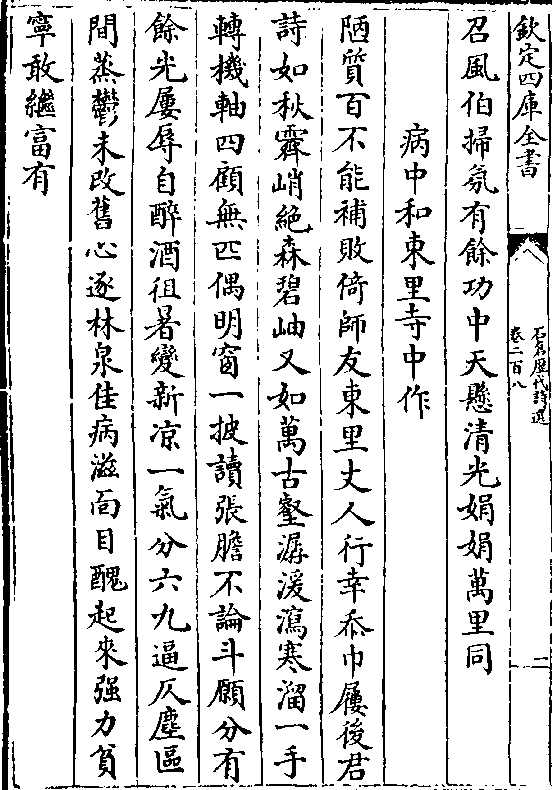 欽定四庫全書
石倉歷代詩選
卷二百八
二
召風伯掃氛有餘功中天懸清光娟娟萬里同
病中和東里寺中作
陋質百不能補敗倚師友東里丈人行幸忝巾屨後君
詩如秋霽峭絶森碧岫又如萬古壑潺湲瀉寒溜一手
轉機軸四顧無匹偶明窗一披讀張膽不論斗願分有
餘光屢辱自醉酒徂暑變新凉一氣分六九逼仄塵區
間蒸鬱未改舊心逐林泉佳病滋面目醜起來强力貧
寧敢繼富有